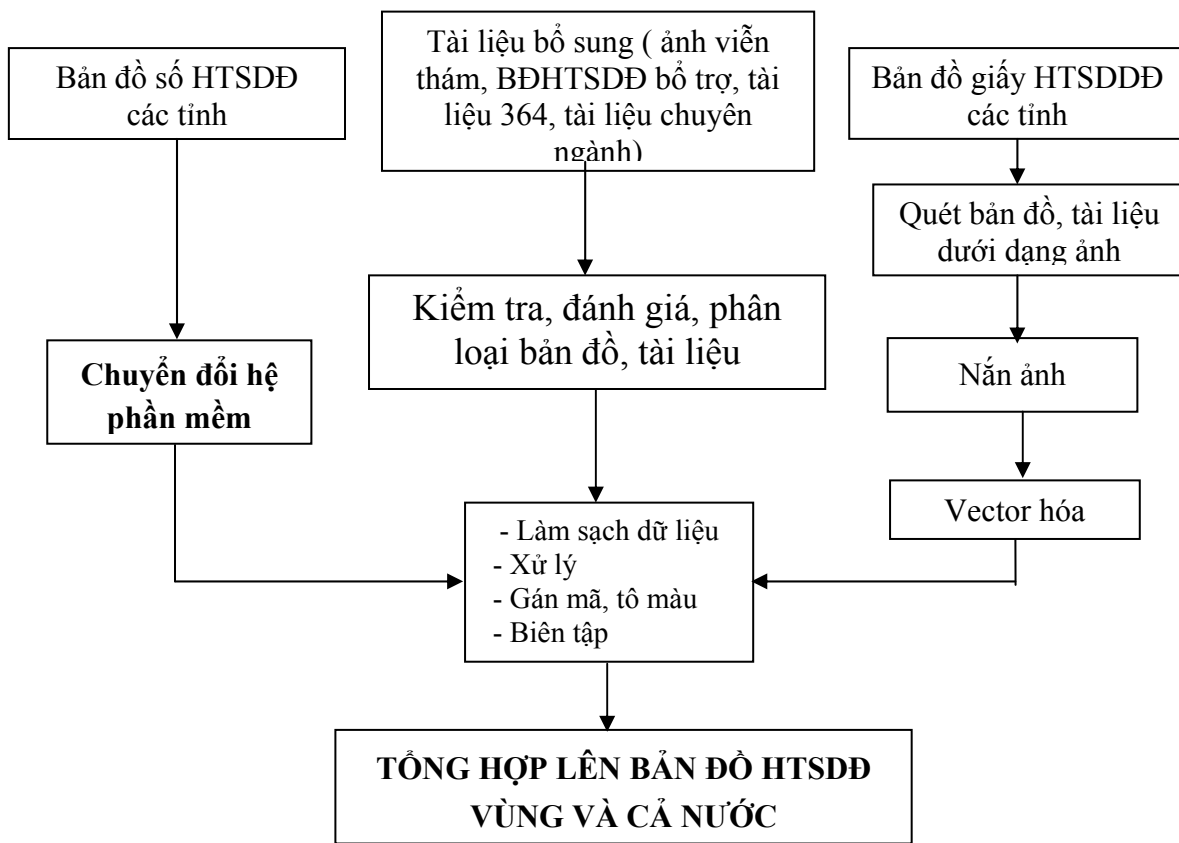 Bản đồ số HTSDĐ
các tỉnh
Tài liệu bổ sung ( ảnh viễn
thám, BĐHTSDĐ bổ trợ, tài
liệu 364, tài liệu chuyên
ngành)
Bản đồ giấy HTSDDĐ
các tỉnh
Quét bản đồ, tài liệu
dưới dạng ảnh
Kiểm tra, đánh giá, phân
loại bản đồ, tài liệu
Chuyển đổi hệ
phần mềm
Nắn ảnh
Vector hóa
- Làm sạch dữ liệu
- Xử lý
- Gán mã, tô màu
- Biên tập
TỔNG HỢP LÊN BẢN ĐỒ HTSDĐ
VÙNG VÀ CẢ NƯỚC